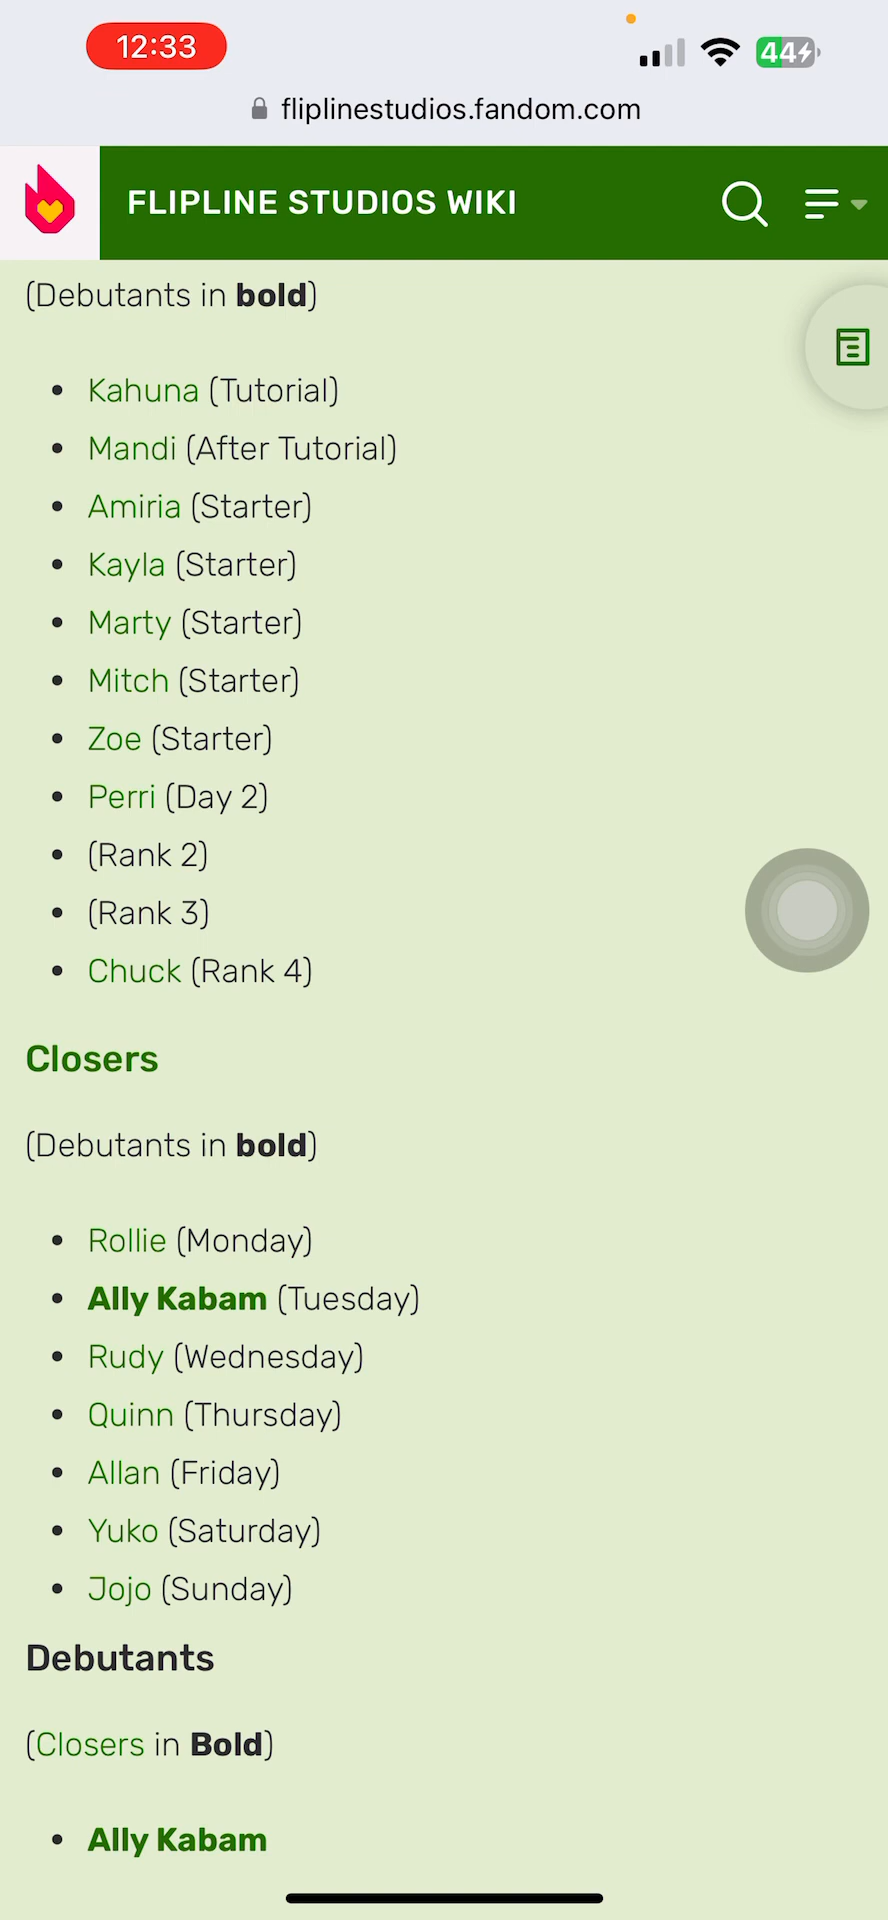 12:33
44
fliplinestudios.fandom.com
FLIPLINE STUDIOS WIKI
(Debutants in bold)
• Kahuna (Tutorial)
• Mandi (After Tutorial)
• Amiria (Starter)
• Kayla (Starter)
• Marty (Starter)
• Mitch (Starter)
• Zoe (Starter)
• Perri (Day 2)
• (Rank 2)
• (Rank 3)
• Chuck (Rank 4)
Closers
(Debutants in bold)
• Rollie (Monday)
• Ally Kabam (Tuesday)
• Rudy (Wednesday)
• Quinn (Thursday)
• Allan (Friday)
• Yuko (Saturday)
• Jojo (Sunday)
Debutants
(Closers in Bold)
• Ally Kabam